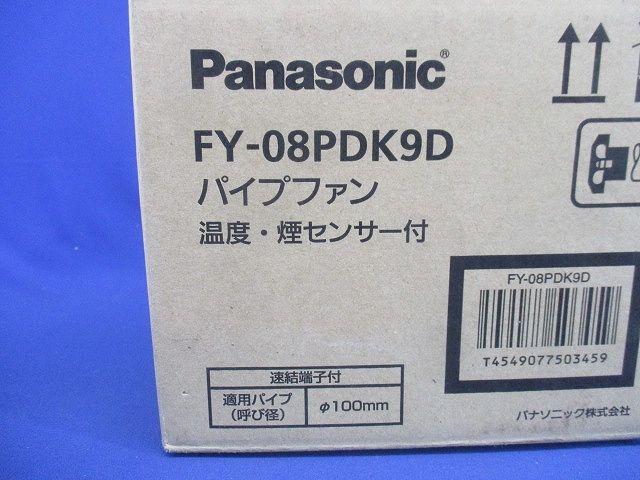 Panasonic®
FY-08PDK9D
パイプファン
温度・煙センサー付
FY-08PDK9D
T4549077503459
速結端子付
適用パイプ
(呼び径)
φ100mm
パナソニック株式会社